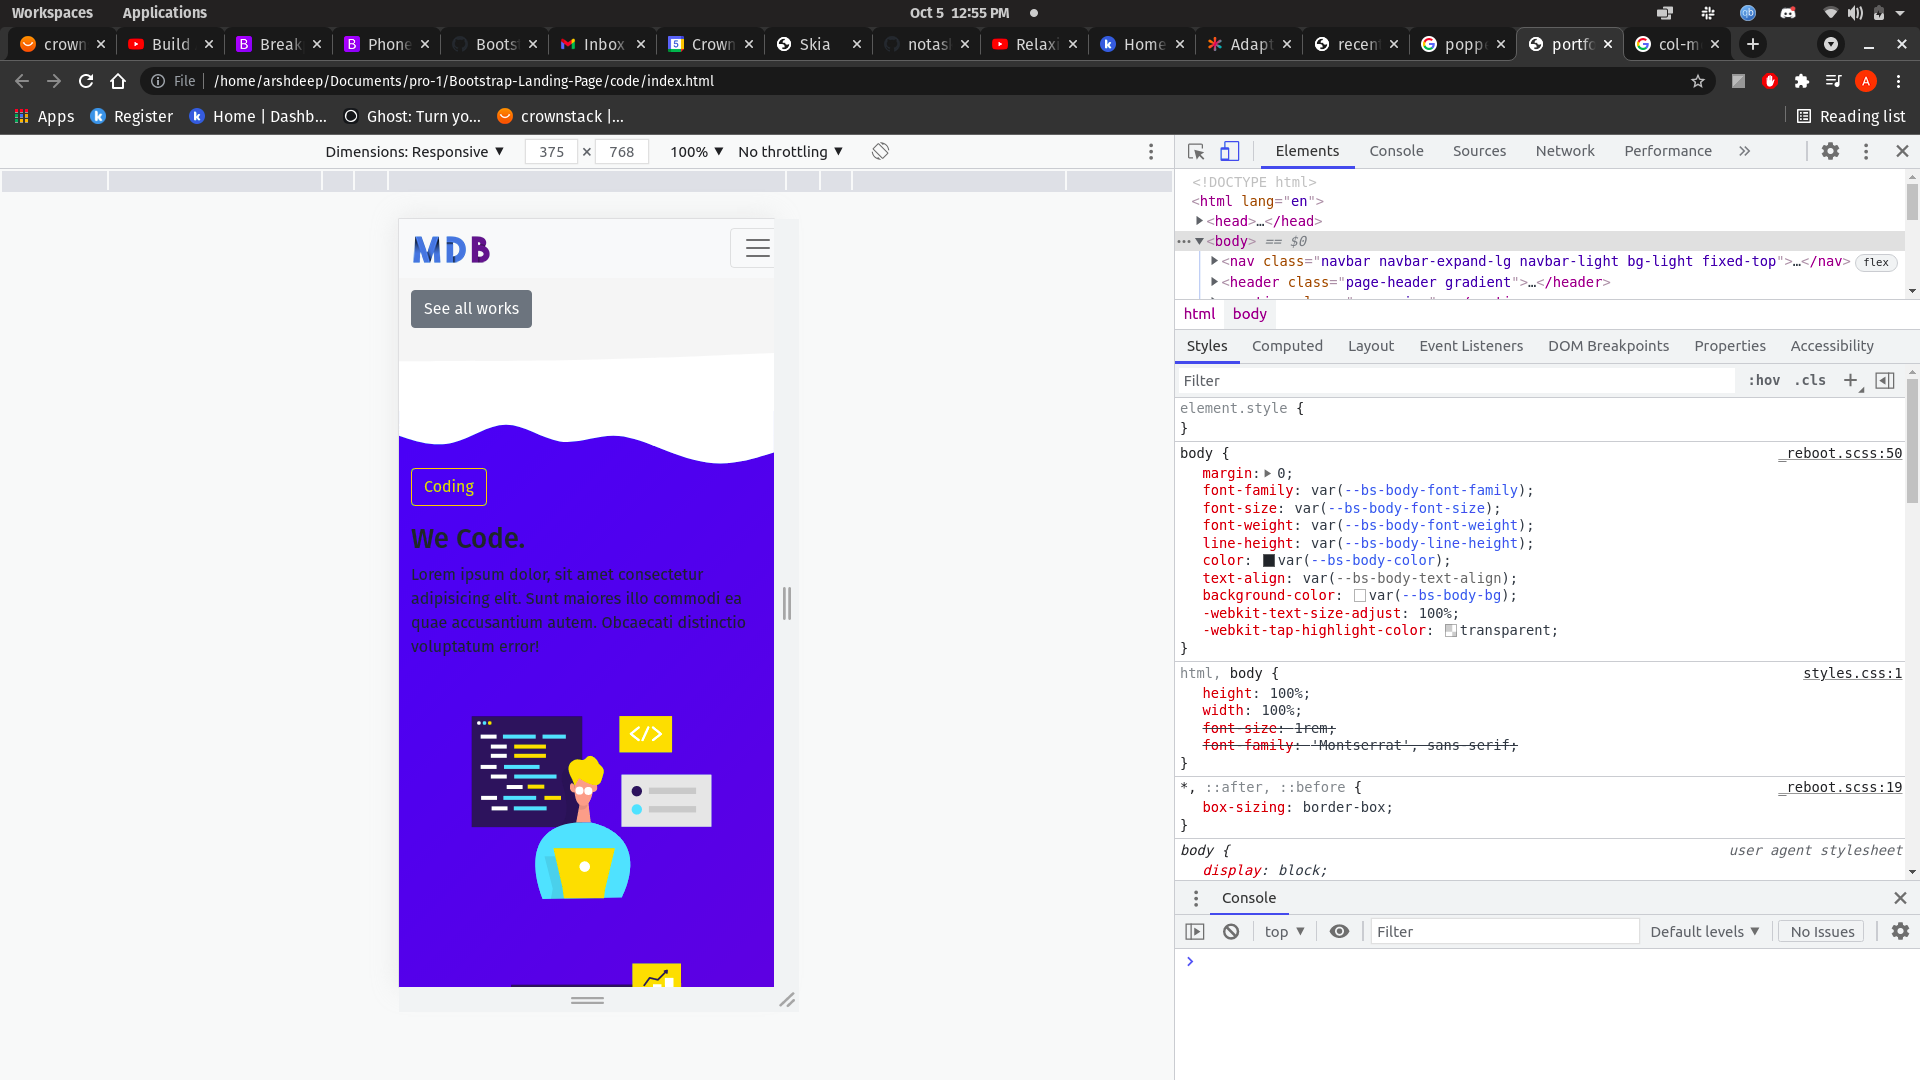 Workspaces Applications Oct 5 12:55 PM
crown Build Break Phone Boots Inbox Crown Skia notas Relaxi Home Adapt recent popp portfo col-m
File /home/arshdeep/Documents/pro-1/Bootstrap-Landing-Page/code/index.html A
Apps Register Home | Dashb... Ghost: Turn yo... crownstack |... Reading list
Dimensions: Responsive 375 × 768 100% No throttling
Elements Console Sources Network Performance
<!DOCTYPE html>
<html lang="en">
<head>…</head>
<body> == $0
<nav class="navbar navbar-expand-lg navbar-light bg-light fixed-top">…</nav> flex
<header class="page-header gradient">…</header>
html body
Styles Computed Layout Event Listeners DOM Breakpoints Properties Accessibility
Filter :hov .cls
element.style {
}
body { _reboot.scss:50
margin: 0;
font-family: var(--bs-body-font-family);
font-size: var(--bs-body-font-size);
font-weight: var(--bs-body-font-weight);
line-height: var(--bs-body-line-height);
color: var(--bs-body-color);
text-align: var(--bs-body-text-align);
background-color: var(--bs-body-bg);
-webkit-text-size-adjust: 100%;
-webkit-tap-highlight-color: transparent;
}
html, body { styles.css:1
height: 100%;
width: 100%;
font-size: 1rem;
font-family: 'Montserrat', sans-serif;
}
*, ::after, ::before { _reboot.scss:19
box-sizing: border-box;
}
body { user agent stylesheet
display: block;
Console
top Filter Default levels No Issues
MDB
See all works
Coding
We Code.
Lorem ipsum dolor, sit amet consectetur
adipisicing elit. Sunt maiores illo commodi ea
quae accusantium autem. Obcaecati distinctio
voluptatum error!
</>